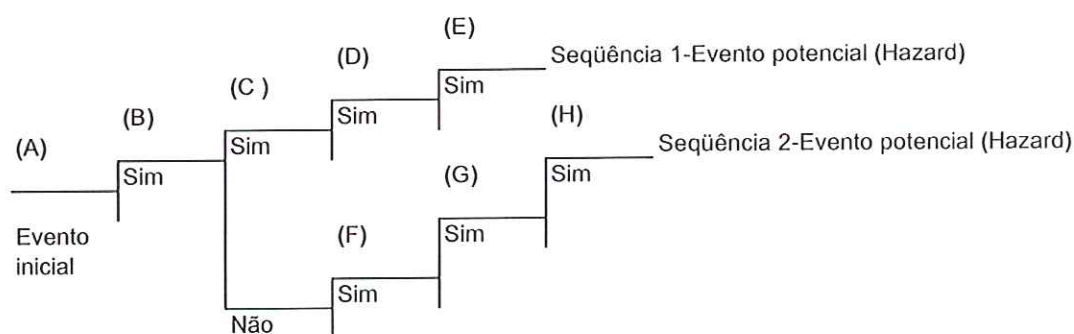 (E)
Seqüência 1-Evento potencial (Hazard)
(D)
Sim
(C )
(H)
Sim
(B)
Sim
Seqüência 2-Evento potencial (Hazard)
(A)
Sim
(G)
Sim
Evento
inicial
(F)
Sim
Sim
Não